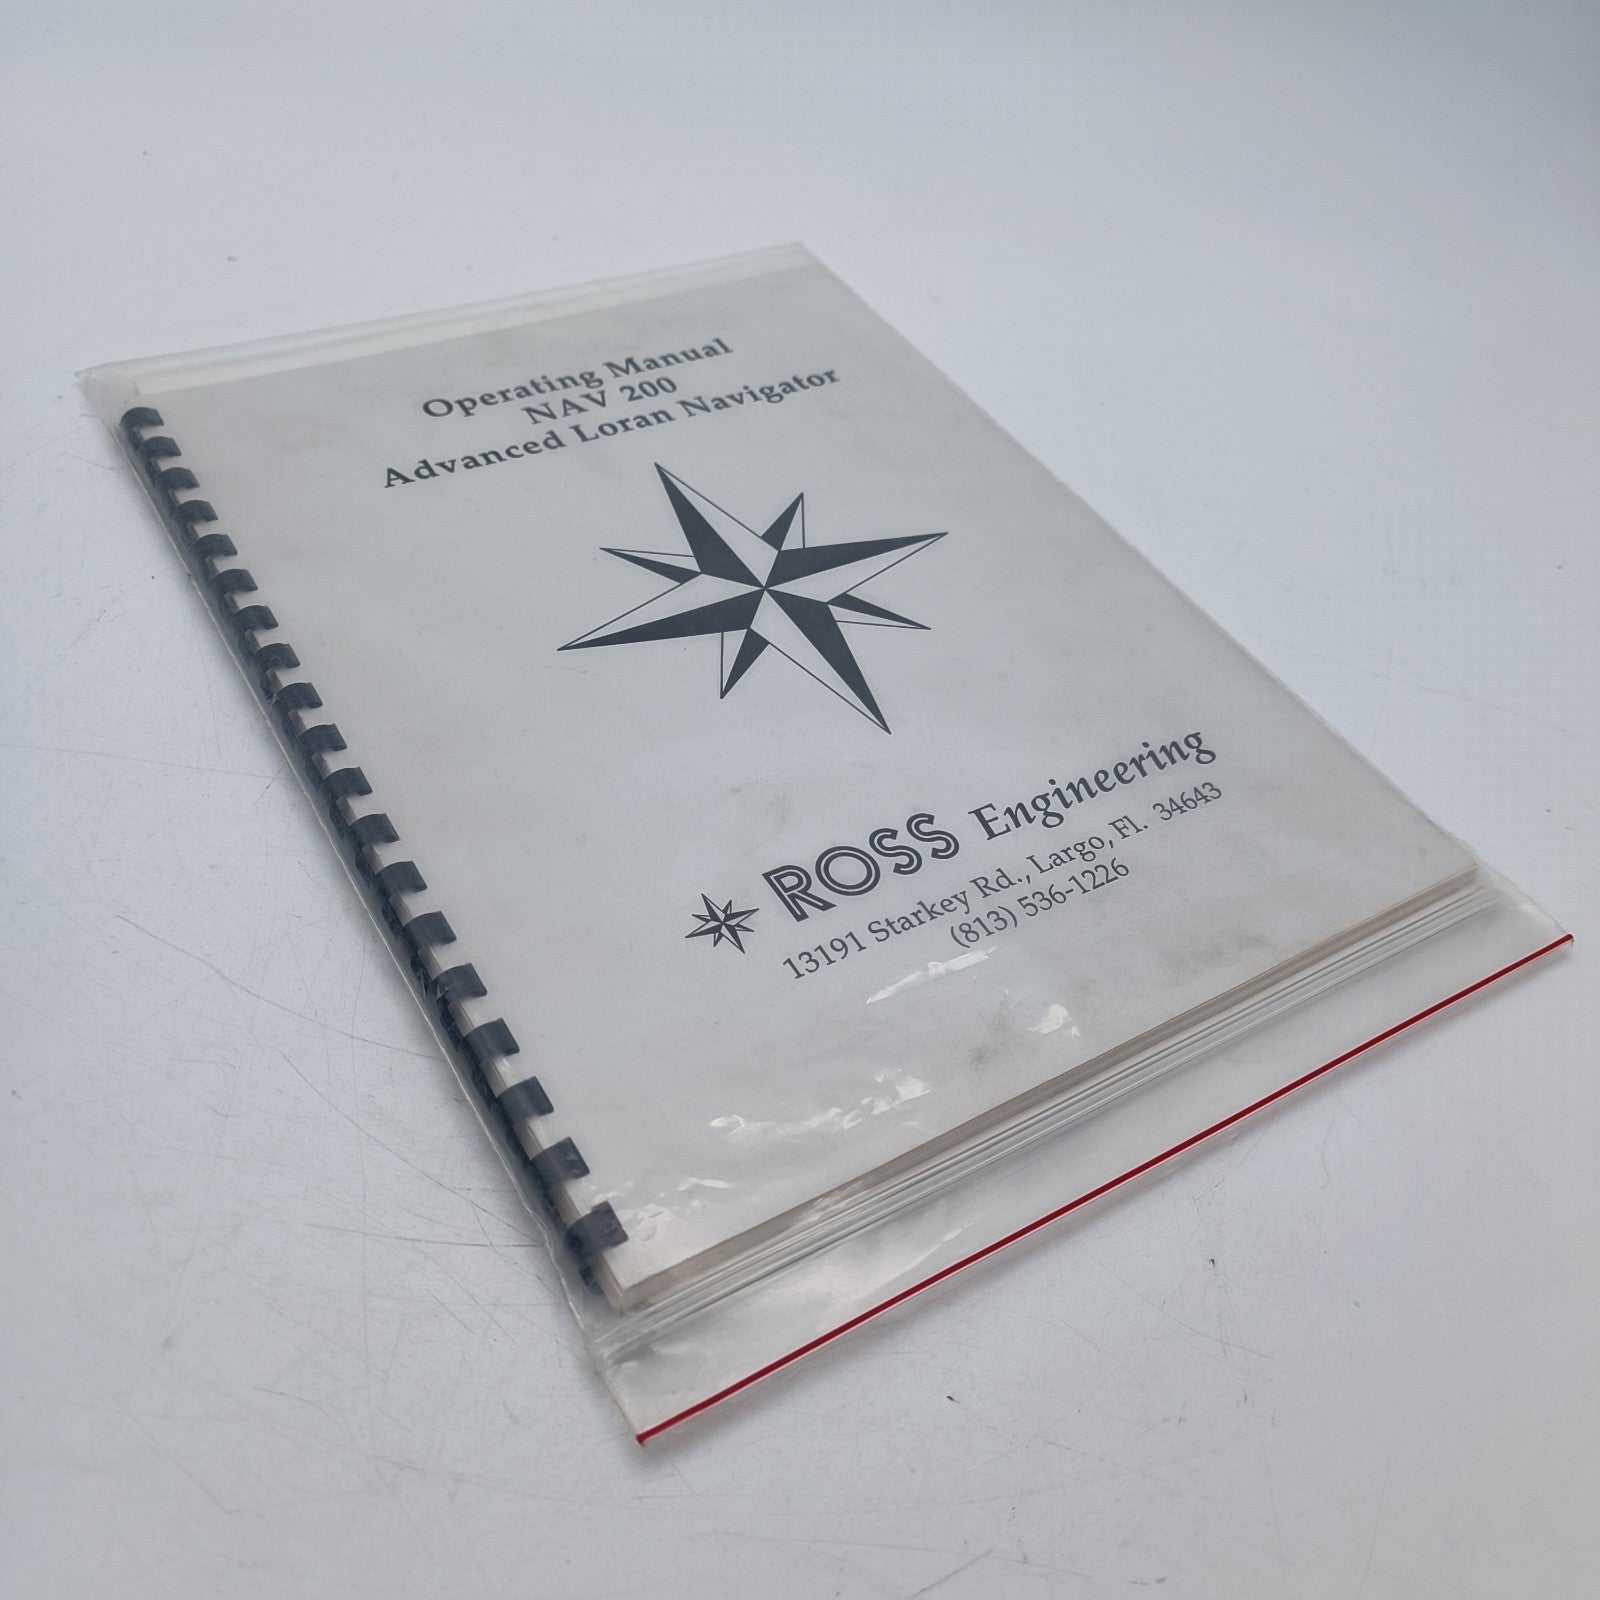 Operating Manual
NAV 200
Advanced Loran Navigator
ROSS Engineering
13191 Starkey Rd., Largo, Fl. 34643
(813) 536-1226